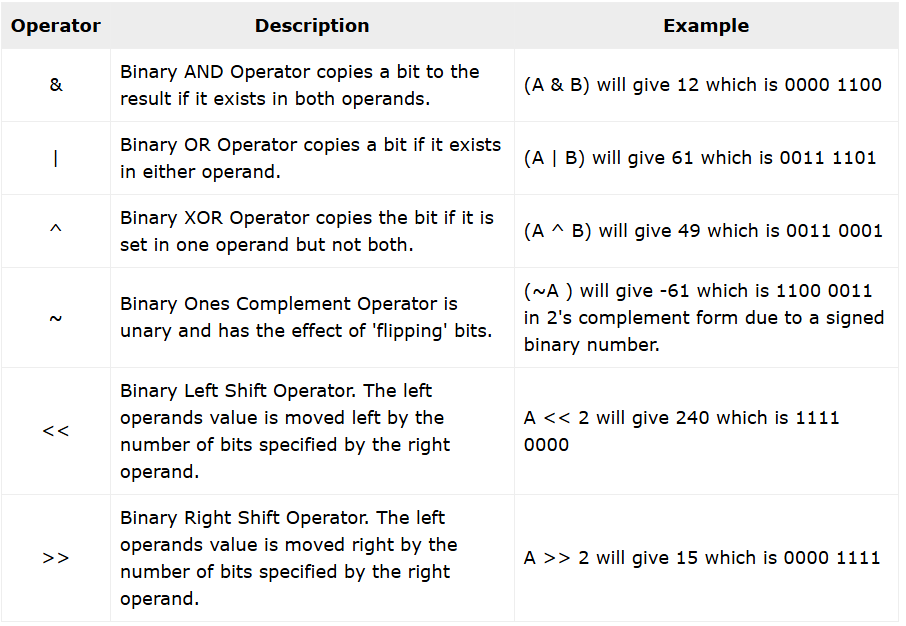 Operator Description Example
&
Binary AND Operator copies a bit to the
result if it exists in both operands.
(A & B) will give 12 which is 0000 1100
|
Binary OR Operator copies a bit if it exists
in either operand.
(A | B) will give 61 which is 0011 1101
^
Binary XOR Operator copies the bit if it is
set in one operand but not both.
(A ^ B) will give 49 which is 0011 0001
~
Binary Ones Complement Operator is
unary and has the effect of 'flipping' bits.
(~A ) will give -61 which is 1100 0011
in 2's complement form due to a signed
binary number.
<<
Binary Left Shift Operator. The left
operands value is moved left by the
number of bits specified by the right
operand.
A << 2 will give 240 which is 1111
0000
>>
Binary Right Shift Operator. The left
operands value is moved right by the
number of bits specified by the right
operand.
A >> 2 will give 15 which is 0000 1111